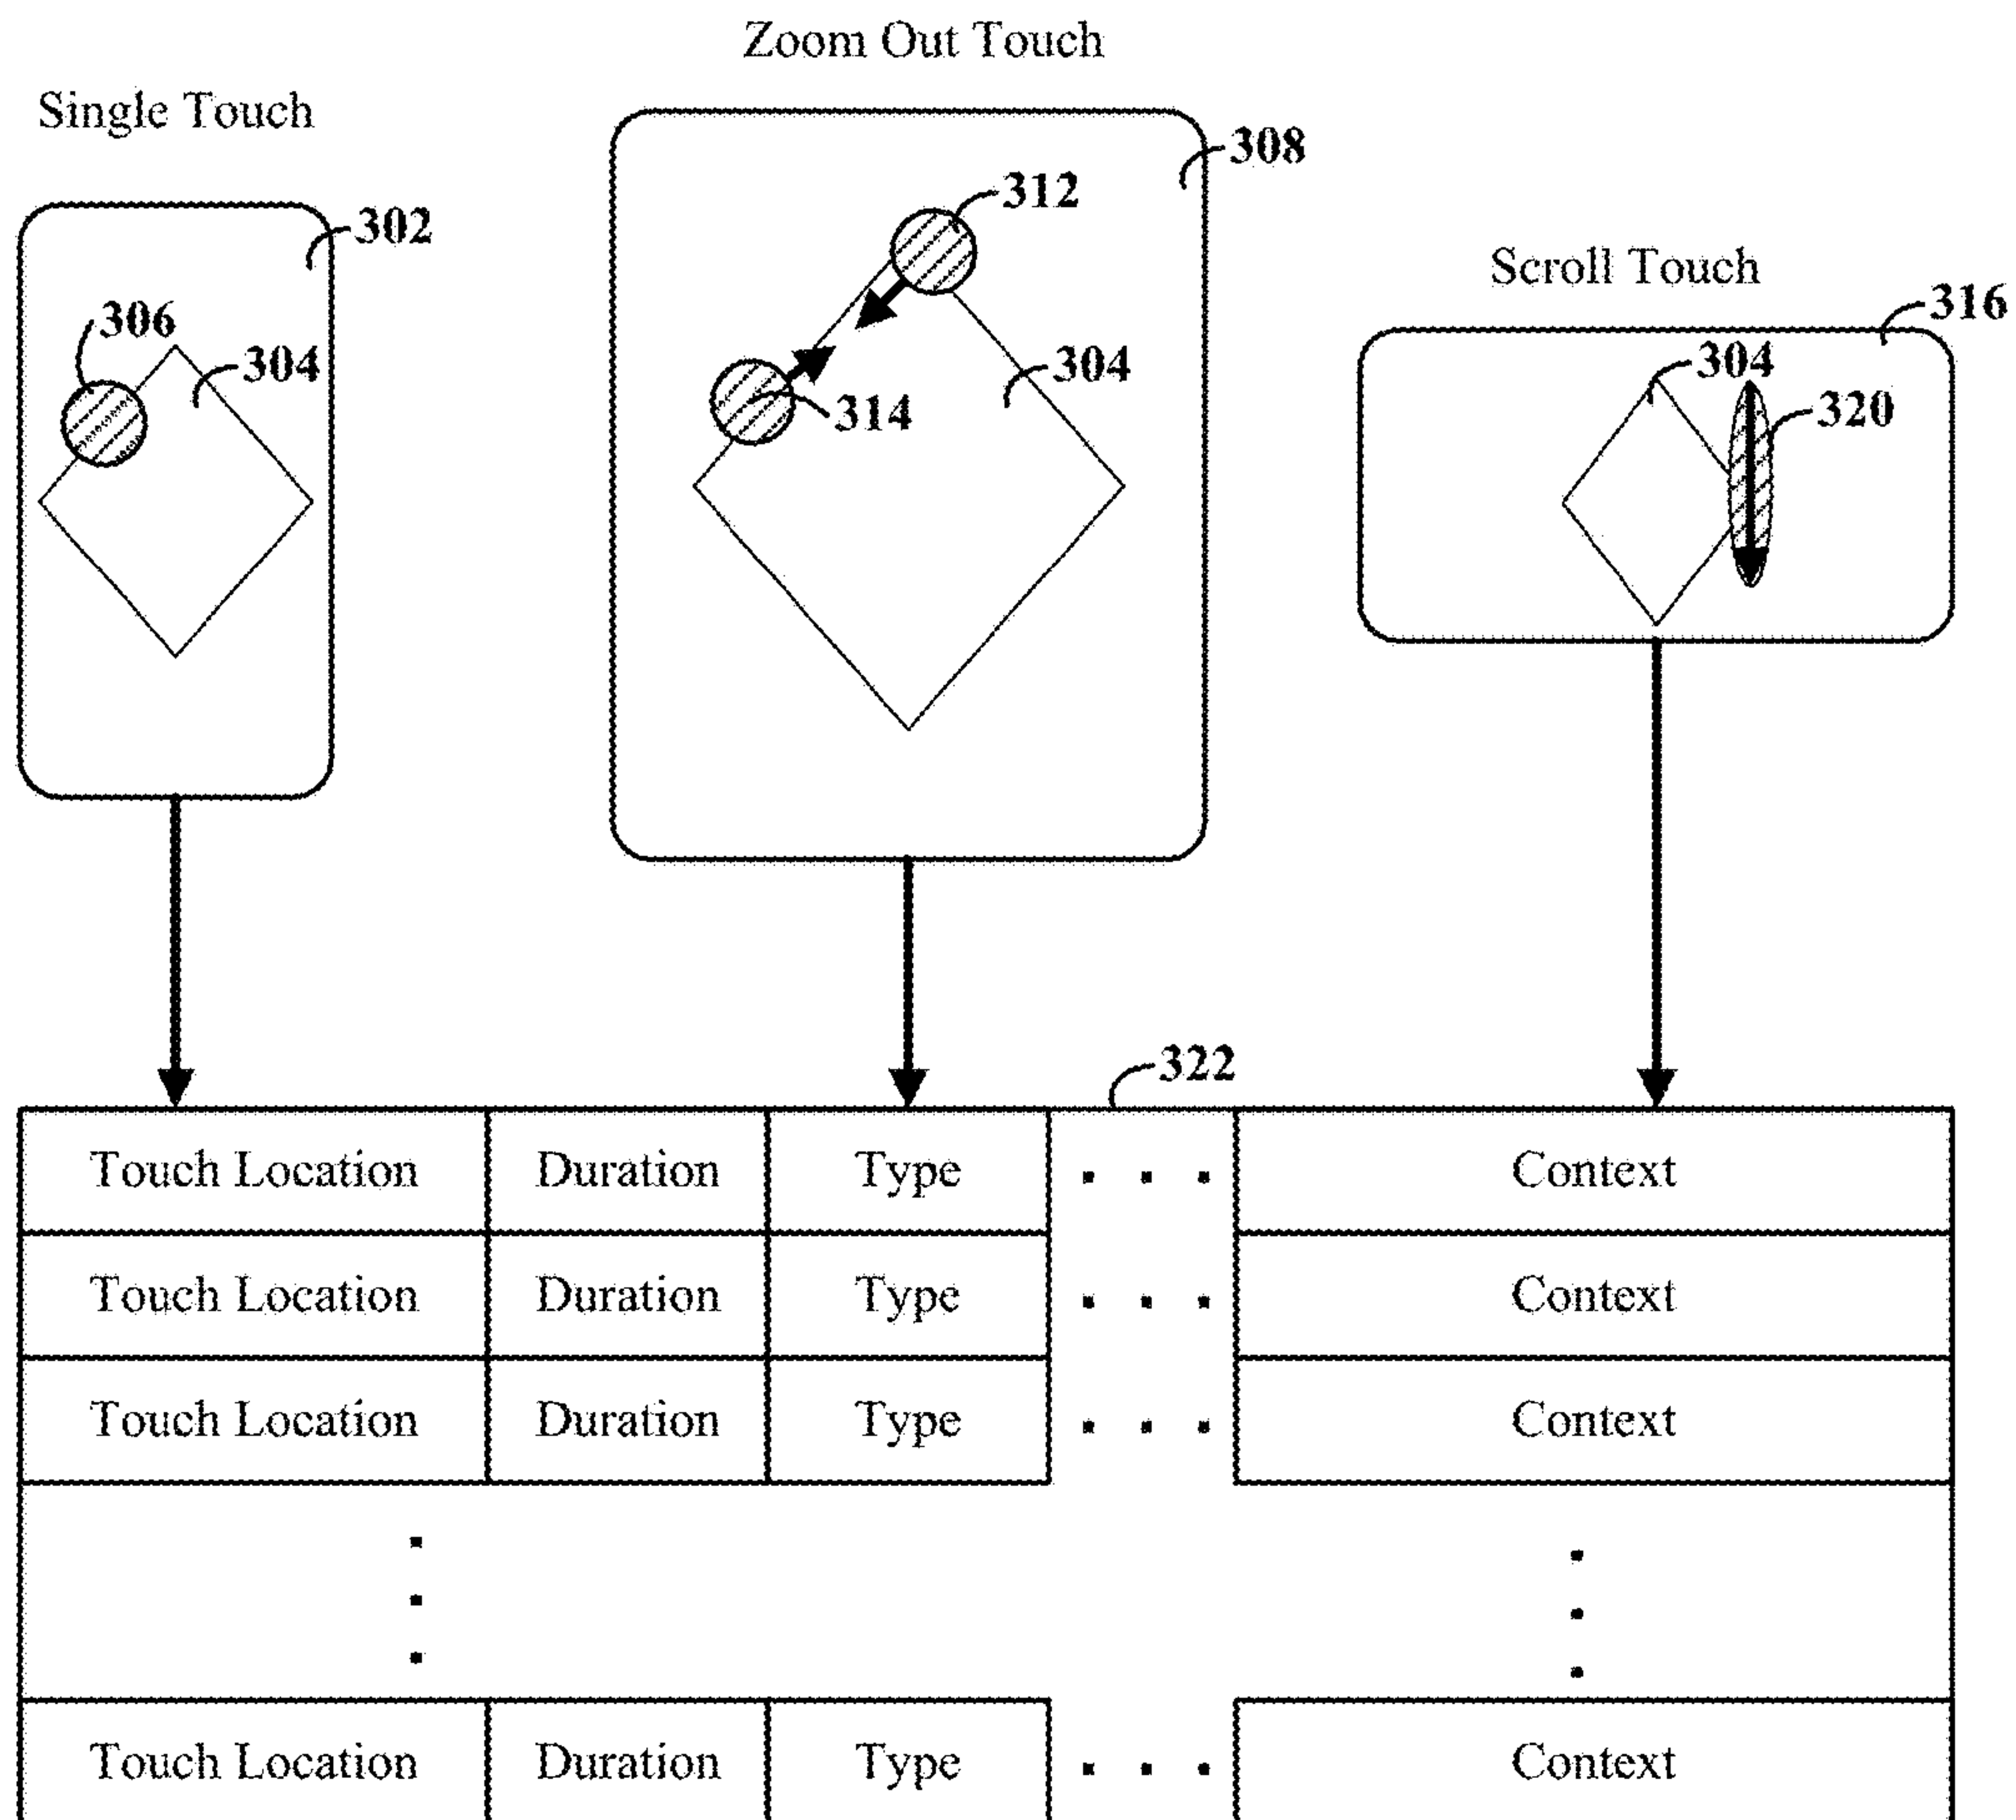 Zoom Out Touch
Single Touch
308
312
302
Scroll Touch
316
306
304
304
304
314
320
322
Touch Location Duration Type . . . Context
Touch Location Duration Type . . . Context
Touch Location Duration Type . . . Context
Touch Location Duration Type . . . Context